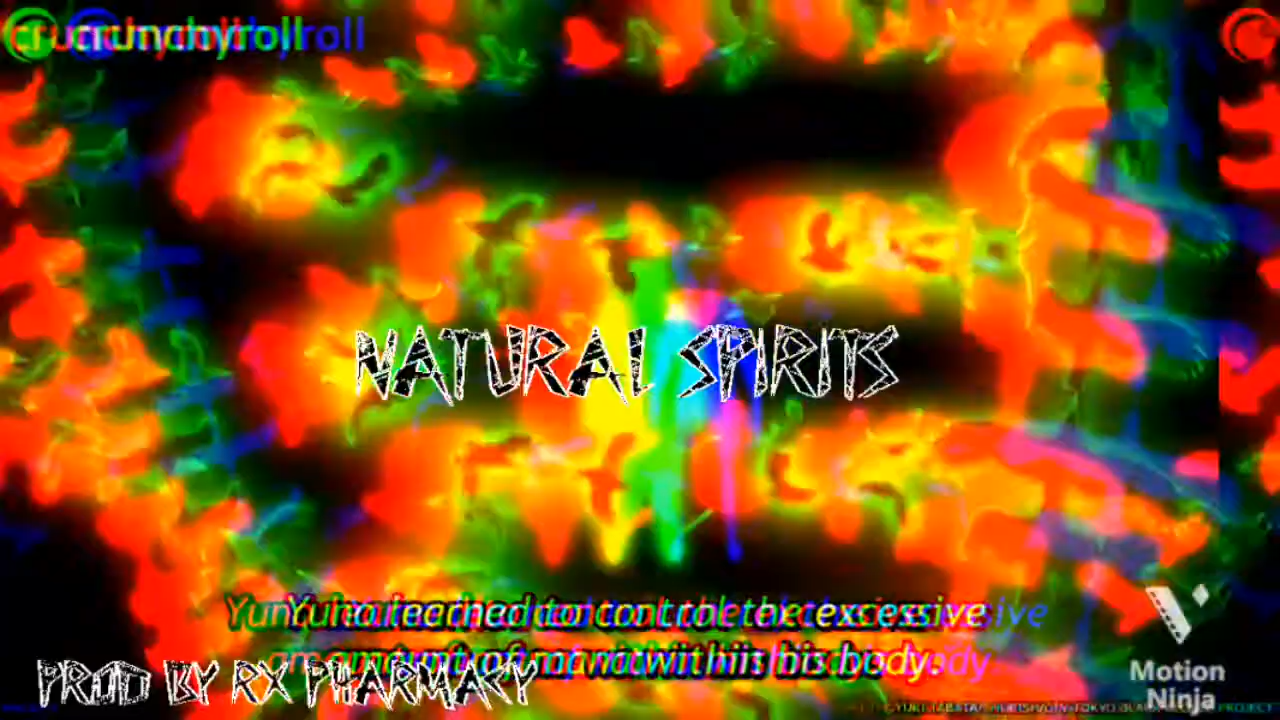 crunchyroll
NATURAL SPIRITS
Yuno learned to control the excessive
amount of mana within his body.
PROD BY RX PHARMACY
Motion
Ninja
PROJECT